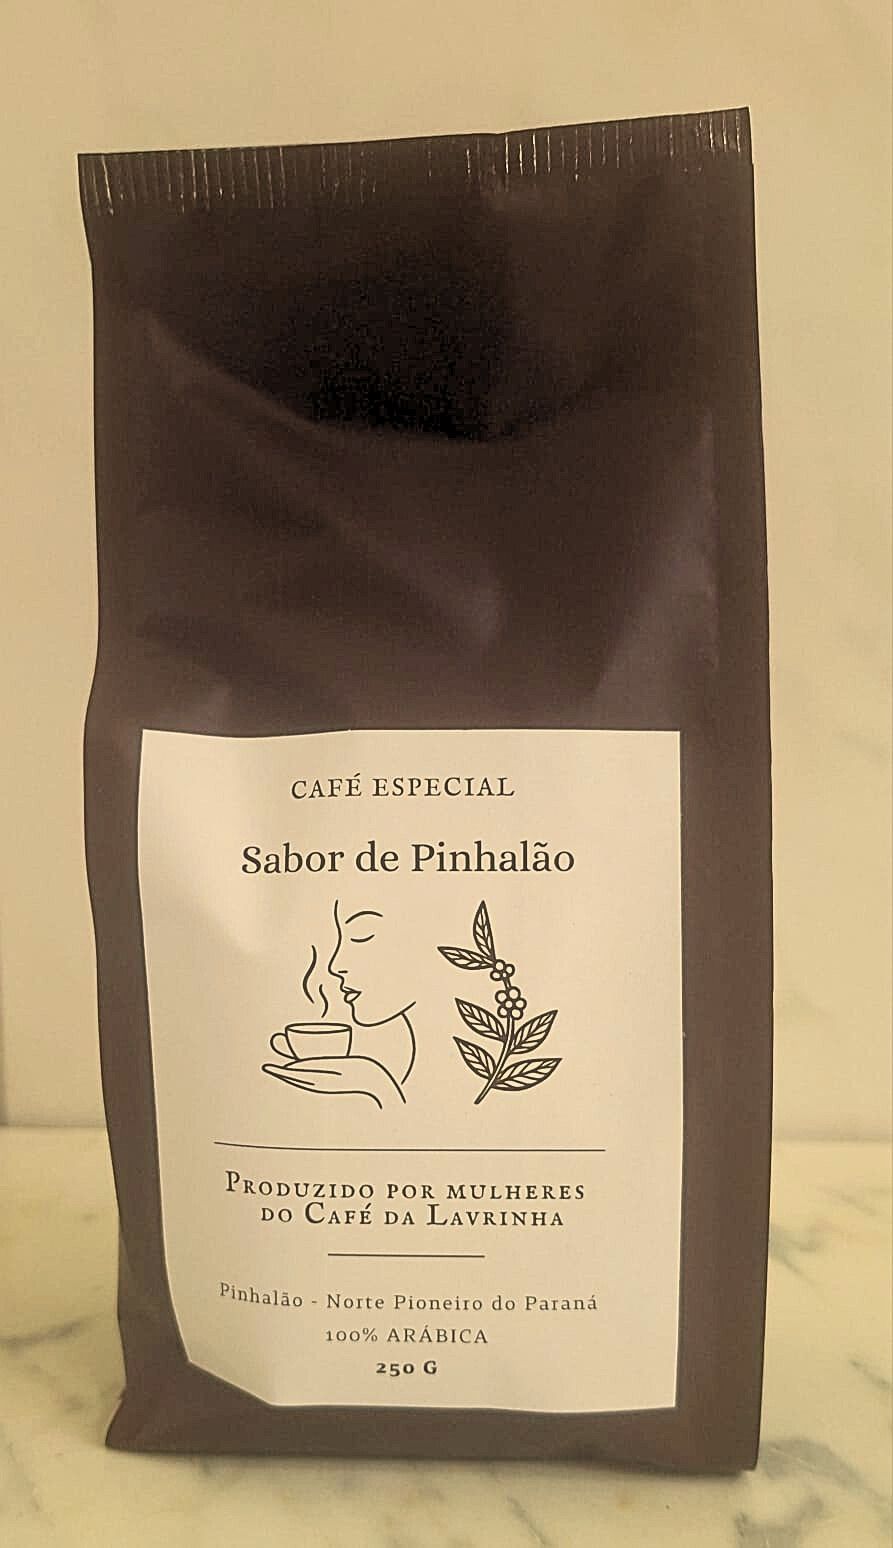 CAFÉ ESPECIAL
Sabor de Pinhalão
PRODUZIDO POR MULHERES
DO CAFÉ DA LAVRINHA
Pinhalão - Norte Pioneiro do Paraná
100% ARÁBICA
250 G